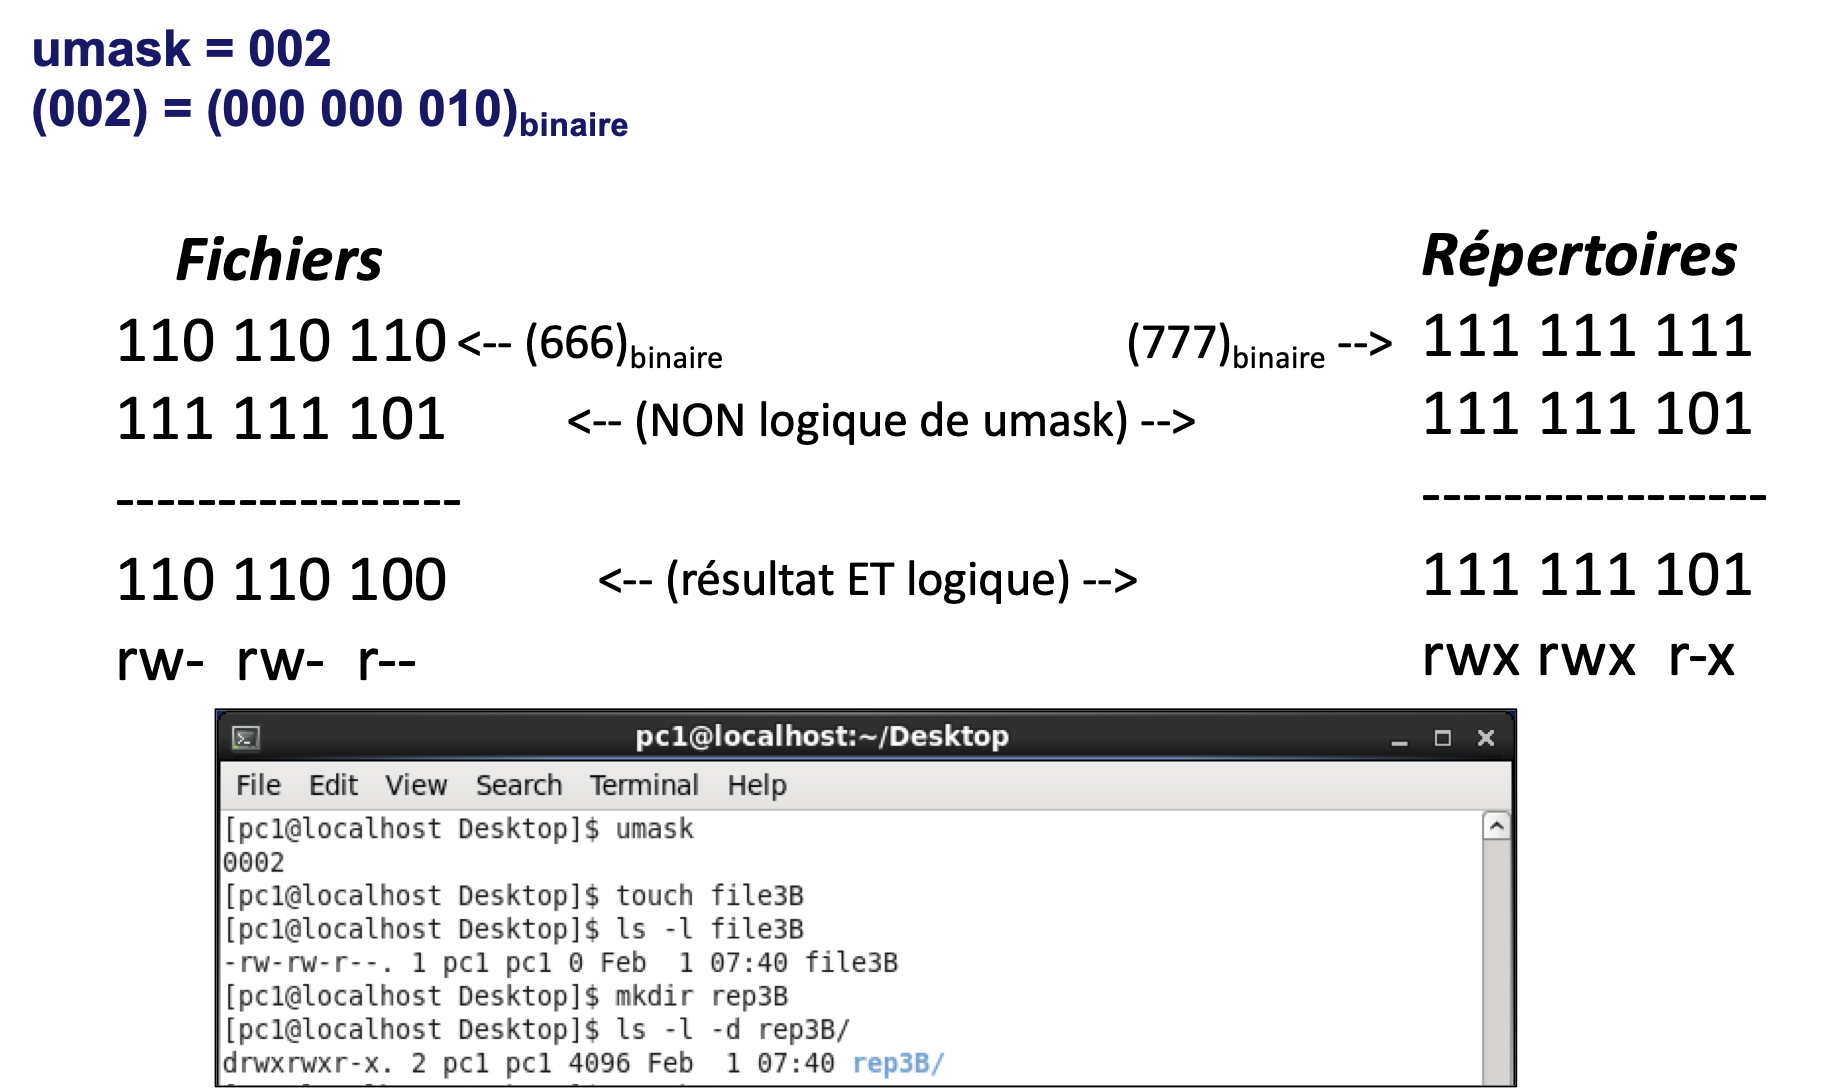 umask = 002
(002) = (000 000 010)binaire
Fichiers
Répertoires
110 110 110 <-- (666)binaire
(777)binaire --> 111 111 111
111 111 101 <-- (NON logique de umask) --> 111 111 101
----------------- -----------------
110 110 100 <-- (résultat ET logique) --> 111 111 101
rw- rw- r-- rwx rwx r-x
pc1@localhost:~/Desktop
File Edit View Search Terminal Help
[pc1@localhost Desktop]$ umask
0002
[pc1@localhost Desktop]$ touch file3B
[pc1@localhost Desktop]$ ls -l file3B
-rw-rw-r--. 1 pc1 pc1 0 Feb  1 07:40 file3B
[pc1@localhost Desktop]$ mkdir rep3B
[pc1@localhost Desktop]$ ls -l -d rep3B/
drwxrwxr-x. 2 pc1 pc1 4096 Feb  1 07:40 rep3B/